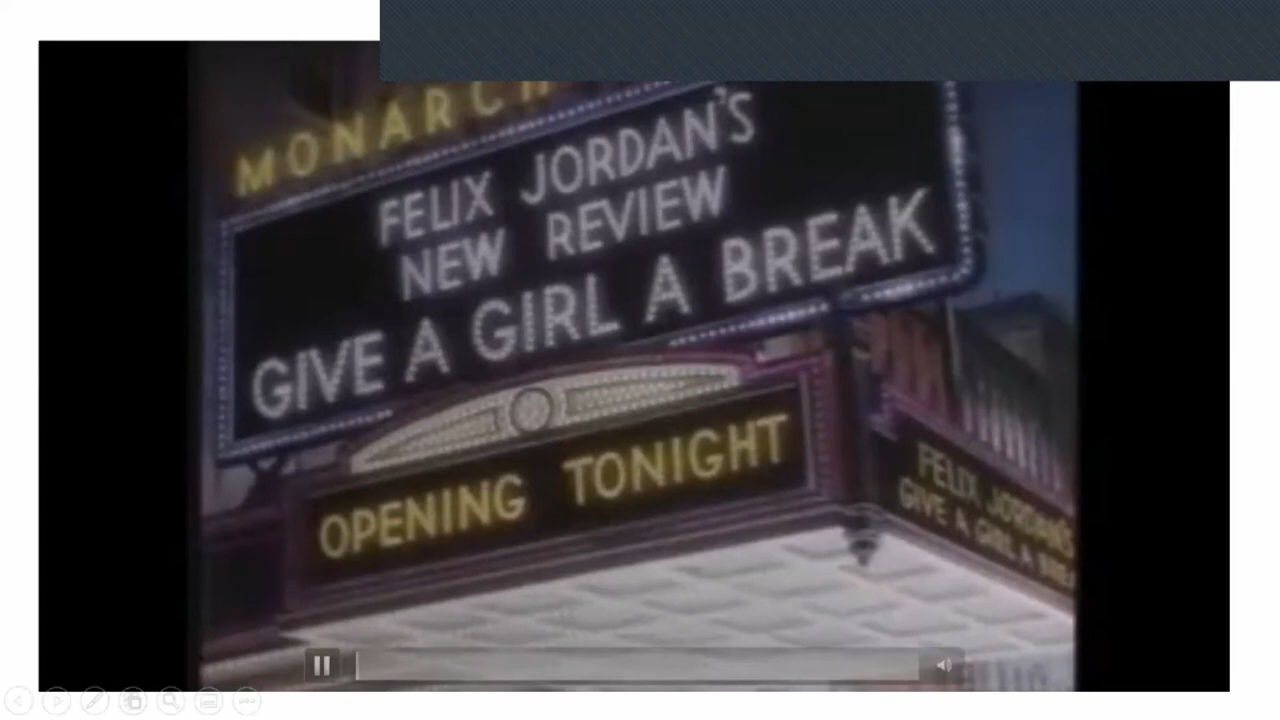 MONARCH
FELIX JORDAN'S
NEW REVIEW
GIVE A GIRL A BREAK
OPENING TONIGHT
FELIX JORDAN'S
GIVE A GIRL A